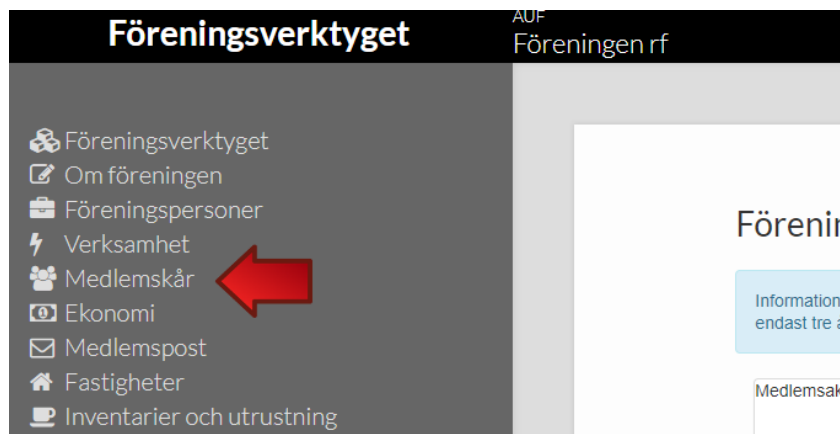 Föreningsverktyget
AUF
Föreningen rf
Föreningsverktyget
Om föreningen
Föreningspersoner
Verksamhet
Medlemskår
Ekonomi
Medlemspost
Fastigheter
Inventarier och utrustning
Information
endast tre